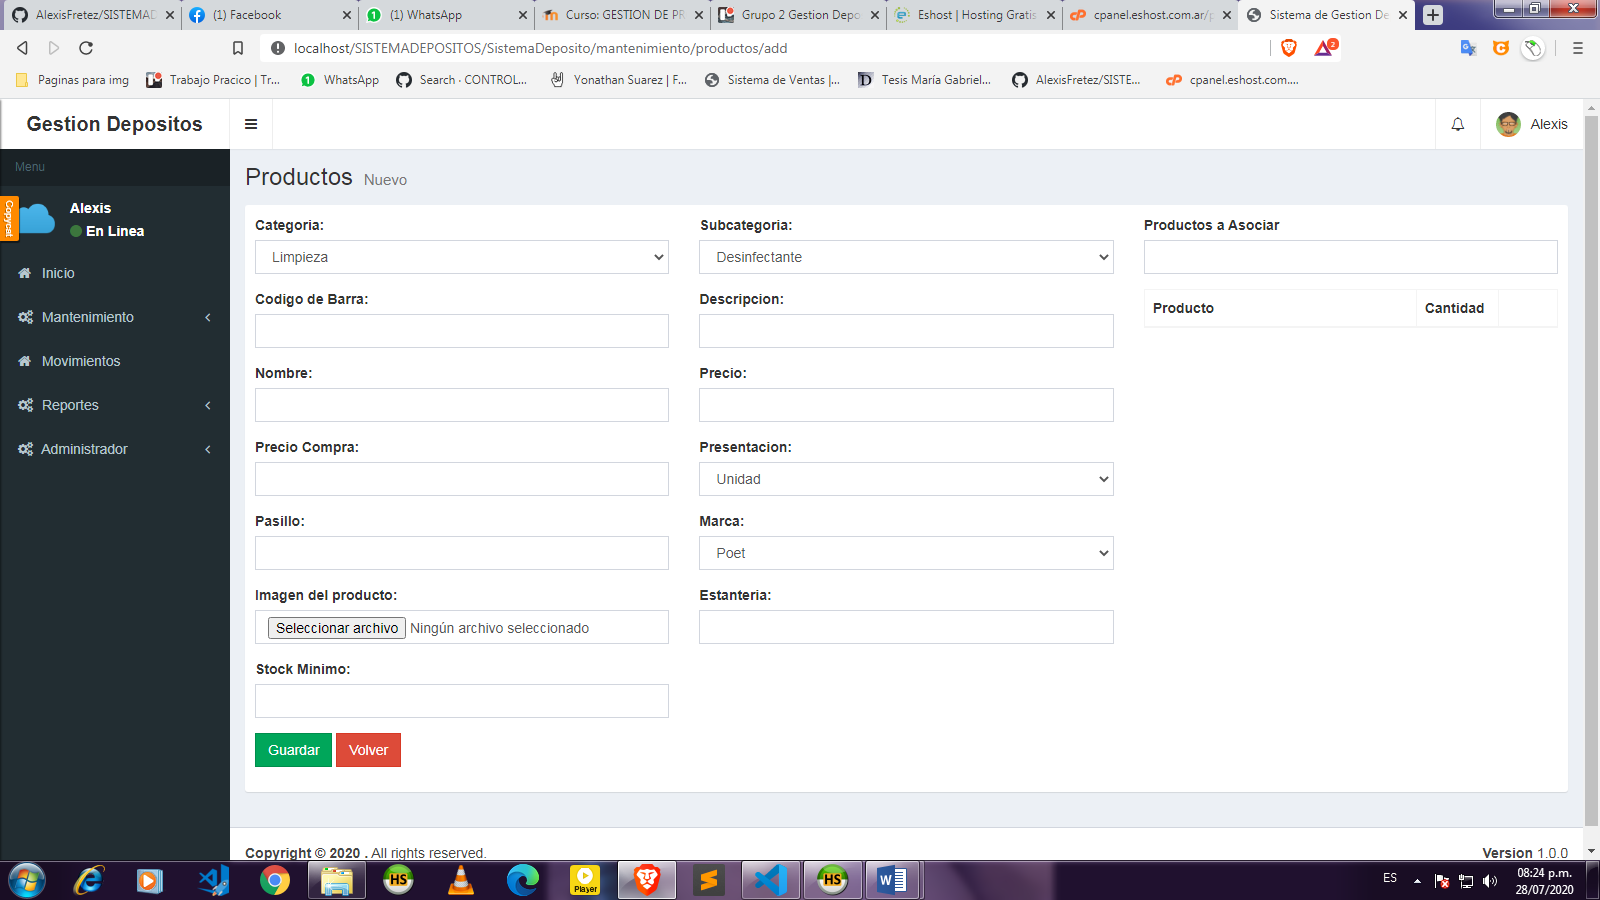 AlexisFretez/SISTEMAD
(1) Facebook
(1) WhatsApp
Curso: GESTION DE PR
Grupo 2 Gestion Depo
Eshost | Hosting Gratis
cpanel.eshost.com.ar/p
Sistema de Gestion De
localhost/SISTEMADEPOSITOS/SistemaDeposito/mantenimiento/productos/add
2
Paginas para img
Trabajo Pracico | Tr...
WhatsApp
Search · CONTROL...
Yonathan Suarez | F...
Sistema de Ventas |...
Tesis María Gabriel...
AlexisFretez/SISTE...
cpanel.eshost.com....
Gestion Depositos
Alexis
Menu
Copycat
Alexis
En Linea
Inicio
Mantenimiento
Movimientos
Reportes
Administrador
Productos Nuevo
Categoria:
Limpieza
Subcategoria:
Desinfectante
Productos a Asociar
Producto Cantidad
Codigo de Barra:
Descripcion:
Nombre:
Precio:
Precio Compra:
Presentacion:
Unidad
Pasillo:
Marca:
Poet
Imagen del producto:
Seleccionar archivo Ningún archivo seleccionado
Estanteria:
Stock Minimo:
Guardar Volver
Copyright © 2020 . All rights reserved.
Version 1.0.0
HS
Player
HS
ES
08:24 p.m.
28/07/2020